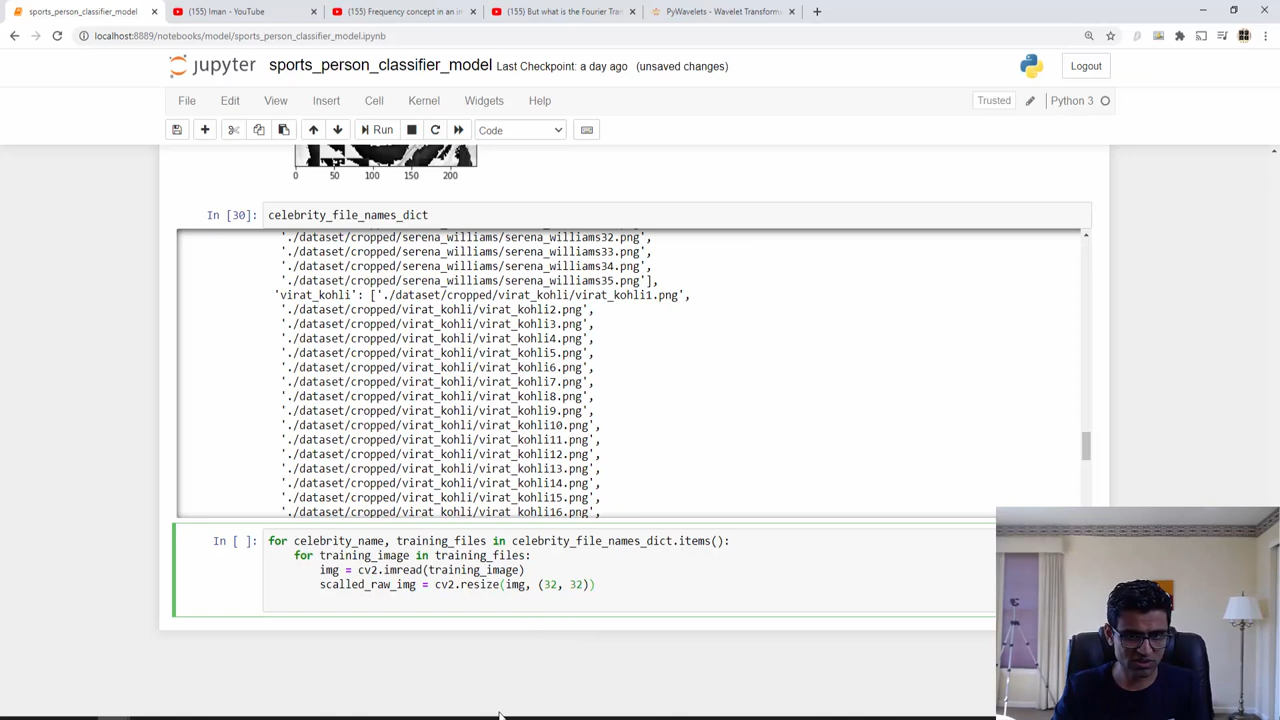 sports_person_classifier_model
(155) Iman - YouTube
(155) Frequency concept in an im
(155) But what is the Fourier Tra
PyWavelets - Wavelet Transform
localhost:8889/notebooks/model/sports_person_classifier_model.ipynb
jupyter sports_person_classifier_model Last Checkpoint: a day ago (unsaved changes) Logout
File Edit View Insert Cell Kernel Widgets Help Trusted Python 3
Run Code
0 50 100 150 200
In [30]: celebrity_file_names_dict
'./dataset/cropped/serena_williams/serena_williams32.png',
'./dataset/cropped/serena_williams/serena_williams33.png',
'./dataset/cropped/serena_williams/serena_williams34.png',
'./dataset/cropped/serena_williams/serena_williams35.png'],
'virat_kohli': ['./dataset/cropped/virat_kohli/virat_kohli1.png',
'./dataset/cropped/virat_kohli/virat_kohli2.png',
'./dataset/cropped/virat_kohli/virat_kohli3.png',
'./dataset/cropped/virat_kohli/virat_kohli4.png',
'./dataset/cropped/virat_kohli/virat_kohli5.png',
'./dataset/cropped/virat_kohli/virat_kohli6.png',
'./dataset/cropped/virat_kohli/virat_kohli7.png',
'./dataset/cropped/virat_kohli/virat_kohli8.png',
'./dataset/cropped/virat_kohli/virat_kohli9.png',
'./dataset/cropped/virat_kohli/virat_kohli10.png',
'./dataset/cropped/virat_kohli/virat_kohli11.png',
'./dataset/cropped/virat_kohli/virat_kohli12.png',
'./dataset/cropped/virat_kohli/virat_kohli13.png',
'./dataset/cropped/virat_kohli/virat_kohli14.png',
'./dataset/cropped/virat_kohli/virat_kohli15.png',
'./dataset/cropped/virat_kohli/virat_kohli16.png',
In [ ]: for celebrity_name, training_files in celebrity_file_names_dict.items():
for training_image in training_files:
img = cv2.imread(training_image)
scalled_raw_img = cv2.resize(img, (32, 32))